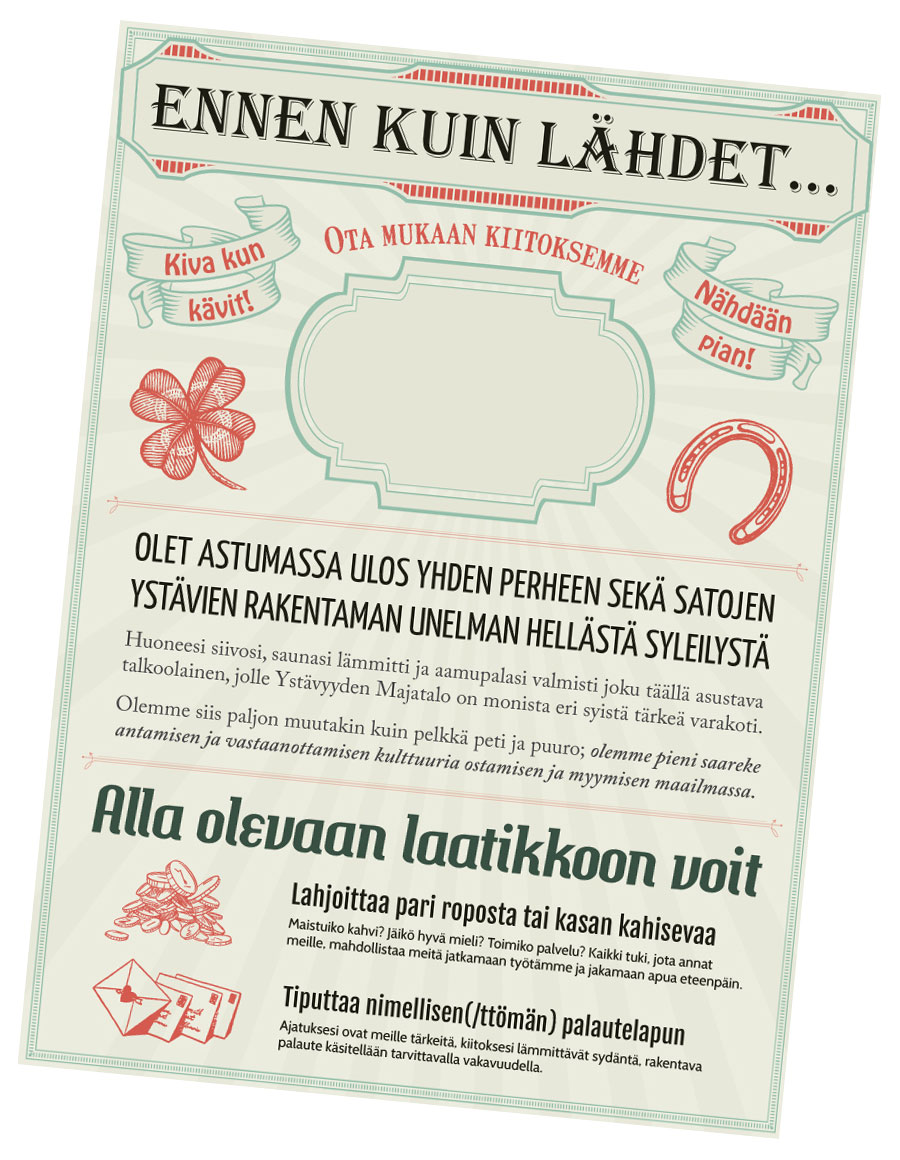 ENNEN KUIN LÄHDET...
OTA MUKAAN KIITOKSEMME
Kiva kun
kävit!
Nähdään
pian!
OLET ASTUMASSA ULOS YHDEN PERHEEN SEKÄ SATOJEN
YSTÄVIEN RAKENTAMAN UNELMAN HELLÄSTÄ SYLEILYSTÄ
Huoneesi siivosi, saunasi lämmitti ja aamupalasi valmisti joku täällä asustava
talkoolainen, jolle Ystävyyden Majatalo on monista eri syistä tärkeä varakoti.
Olemme siis paljon muutakin kuin pelkkä peti ja puuro; olemme pieni saareke
antamisen ja vastaanottamisen kulttuuria ostamisen ja myymisen maailmassa.
Alla olevaan laatikkoon voit
Lahjoittaa pari roposta tai kasan kahisevaa
Maistuiko kahvi? Jäikö hyvä mieli? Toimiko palvelu? Kaikki tuki, jota annat
meille, mahdollistaa meitä jatkamaan työtämme ja jakamaan apua eteenpäin.
Tiputtaa nimellisen(/ttömän) palautelapun
Ajatuksesi ovat meille tärkeitä, kiitoksesi lämmittävät sydäntä, rakentava
palaute käsitellään tarvittavalla vakavuudella.